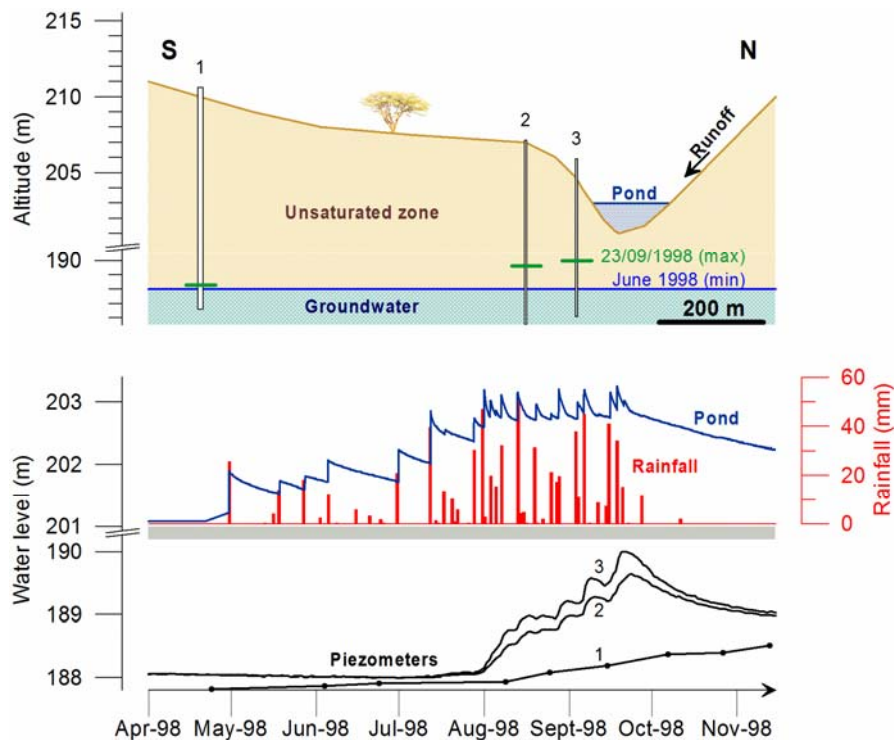 215
S
N
1
210
2
3
Runoff
205
Pond
Unsaturated zone
Altitude (m)
190
23/09/1998 (max)
June 1998 (min)
Groundwater
200 m
203
202
201
Pond
Rainfall
60
40
20
0
Rainfall (mm)
Water level (m)
190
189
188
3
2
1
Piezometers
Apr-98 May-98 Jun-98 Jul-98 Aug-98 Sept-98 Oct-98 Nov-98